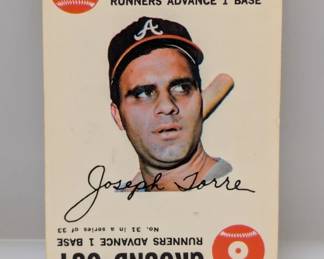 RUNNERS ADVANCE 1 BASE
A
Joseph Torre
No. 31 in a series of 33
RUNNERS ADVANCE 1 BASE
GROUND OUT